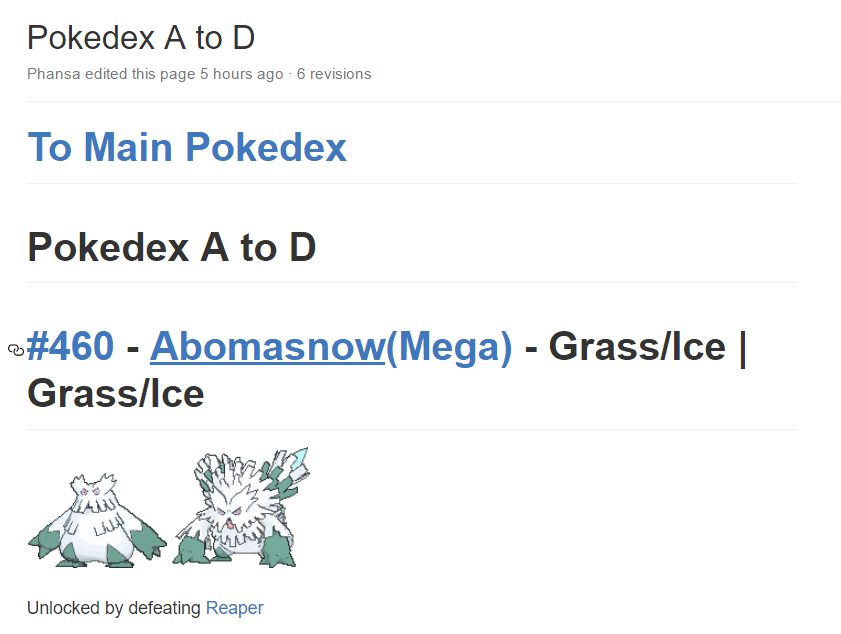 Pokedex A to D
Phansa edited this page 5 hours ago · 6 revisions
To Main Pokedex
Pokedex A to D
#460 - Abomasnow(Mega) - Grass/Ice |
Grass/Ice
Unlocked by defeating Reaper